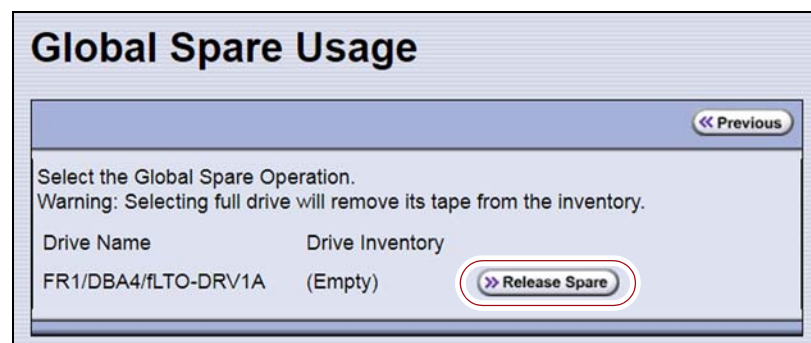 Global Spare Usage
Previous
Select the Global Spare Operation.
Warning: Selecting full drive will remove its tape from the inventory.
Drive Name Drive Inventory
FR1/DBA4/fLTO-DRV1A (Empty) Release Spare